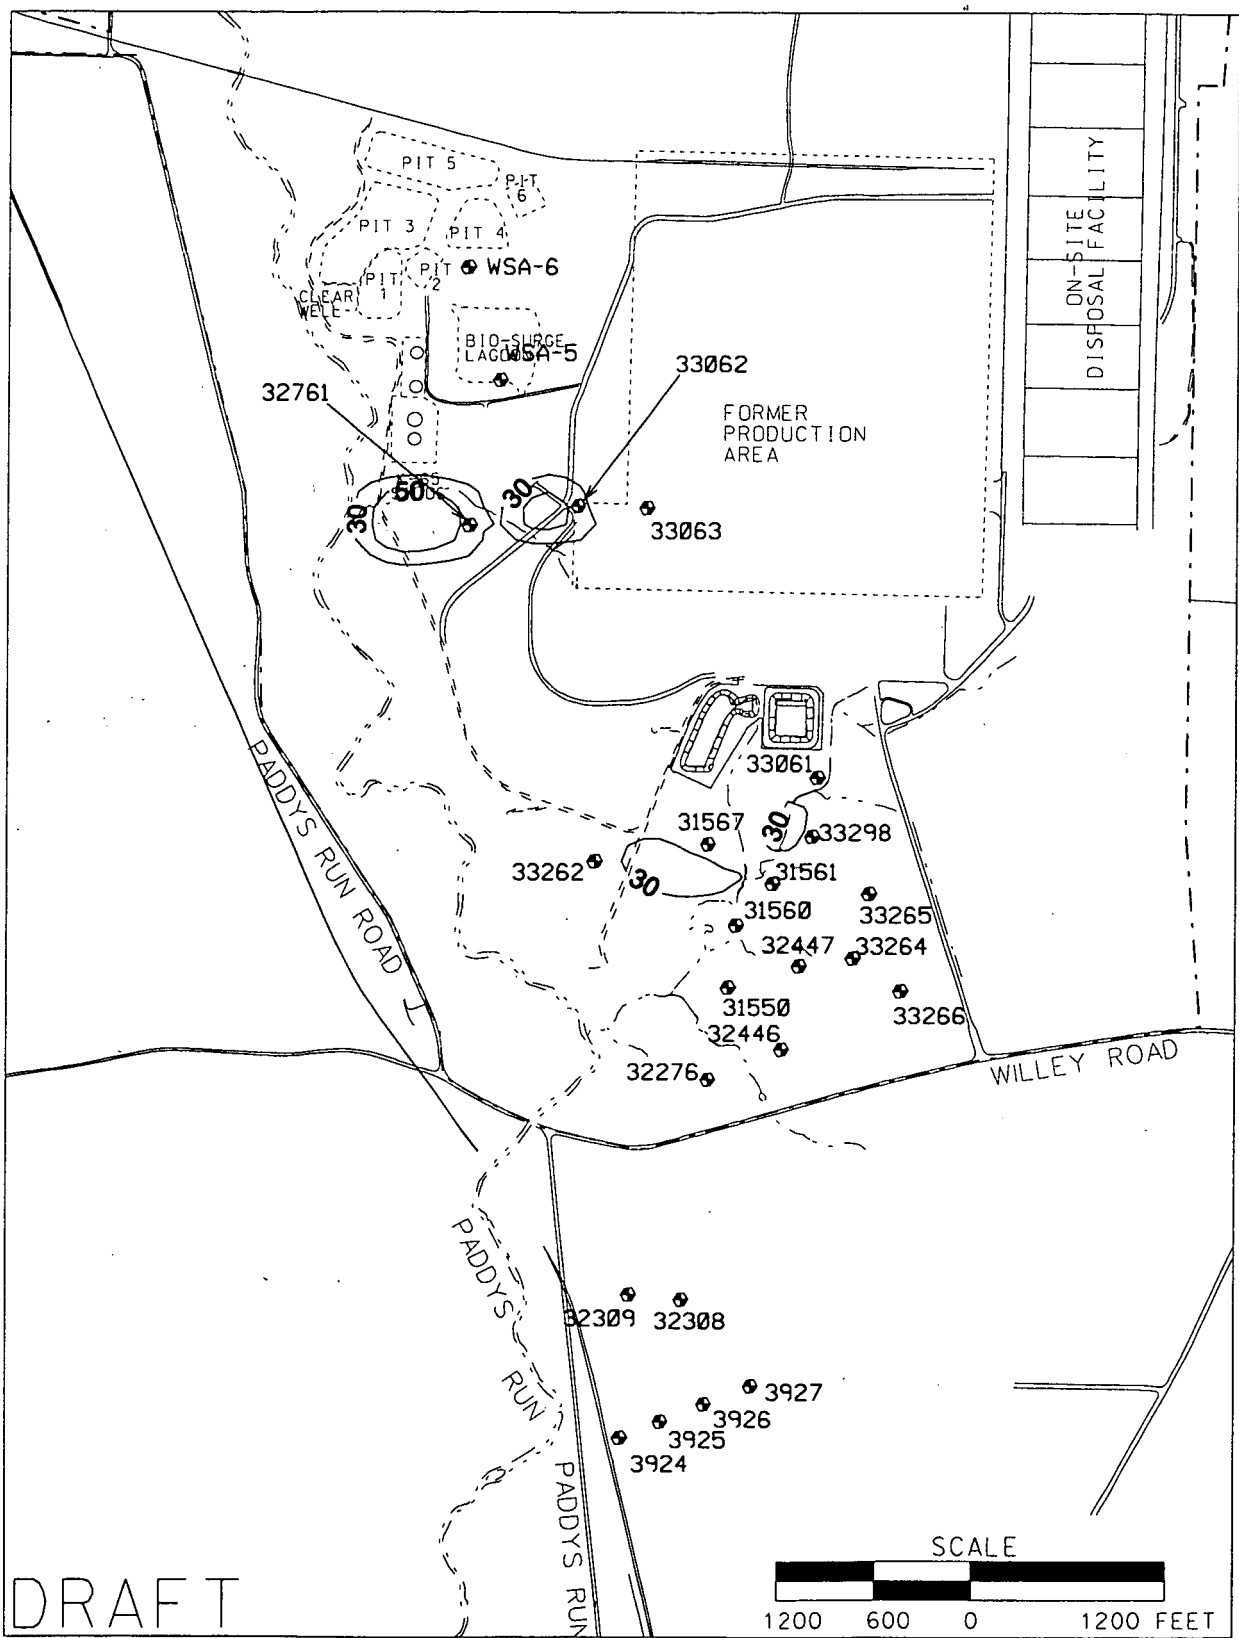 PIT 5
PIT
6
PIT 3
PIT 4
PIT
2
WSA-6
PIT
1
CLEAR
WELL
BIO-SURGE
LAGOON
WSA-5
33062
32761
ON-SITE
DISPOSAL FACILITY
FORMER
PRODUCTION
AREA
50
30
30
33063
33061
30
31567
33298
33262
30
31561
31560
33265
32447
33264
31550
33266
32446
32276
PADDYS RUN ROAD
WILLEY ROAD
PADDYS
RUN
32309
32308
3927
3926
3925
3924
PADDYS RUN
SCALE
1200
600
0
1200 FEET
DRAFT